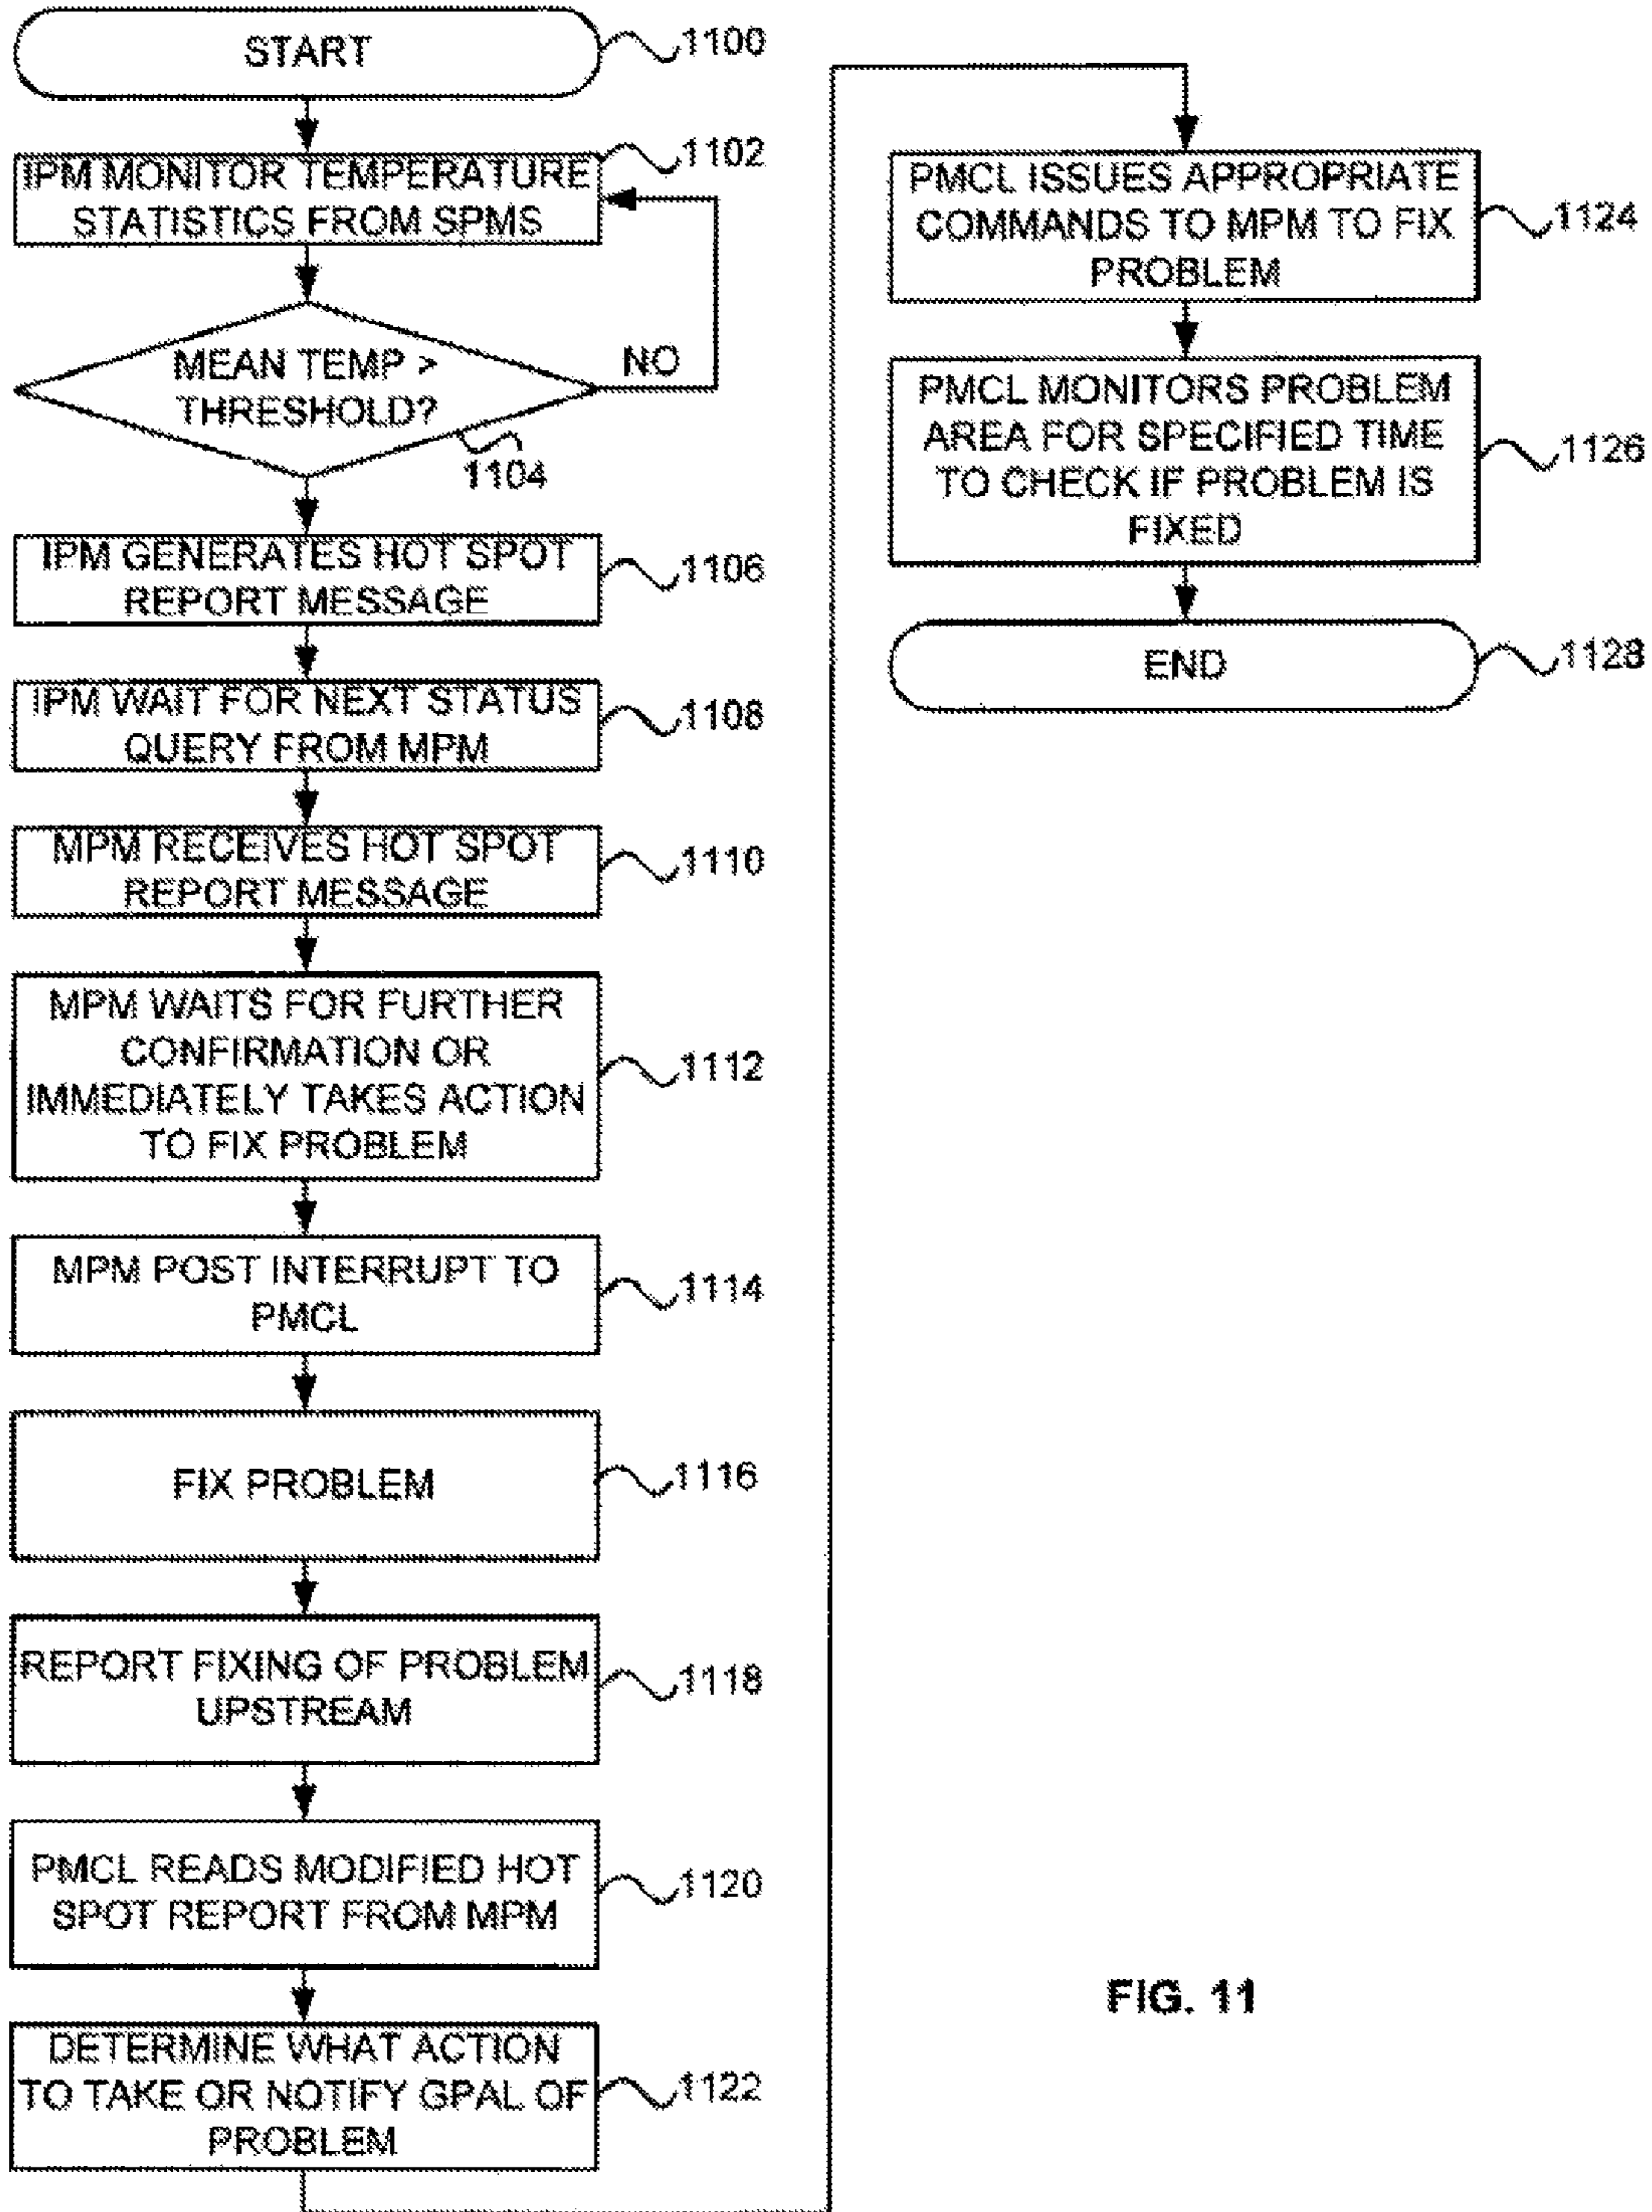 START
1100
IPM MONITOR TEMPERATURE
STATISTICS FROM SPMS
1102
MEAN TEMP >
THRESHOLD?
NO
1104
IPM GENERATES HOT SPOT
REPORT MESSAGE
1106
IPM WAIT FOR NEXT STATUS
QUERY FROM MPM
1108
MPM RECEIVES HOT SPOT
REPORT MESSAGE
1110
MPM WAITS FOR FURTHER
CONFIRMATION OR
IMMEDIATELY TAKES ACTION
TO FIX PROBLEM
1112
MPM POST INTERRUPT TO
PMCL
1114
FIX PROBLEM
1116
REPORT FIXING OF PROBLEM
UPSTREAM
1118
PMCL READS MODIFIED HOT
SPOT REPORT FROM MPM
1120
DETERMINE WHAT ACTION
TO TAKE OR NOTIFY GPAL OF
PROBLEM
1122
PMCL ISSUES APPROPRIATE
COMMANDS TO MPM TO FIX
PROBLEM
1124
PMCL MONITORS PROBLEM
AREA FOR SPECIFIED TIME
TO CHECK IF PROBLEM IS
FIXED
1126
END
1128
FIG. 11